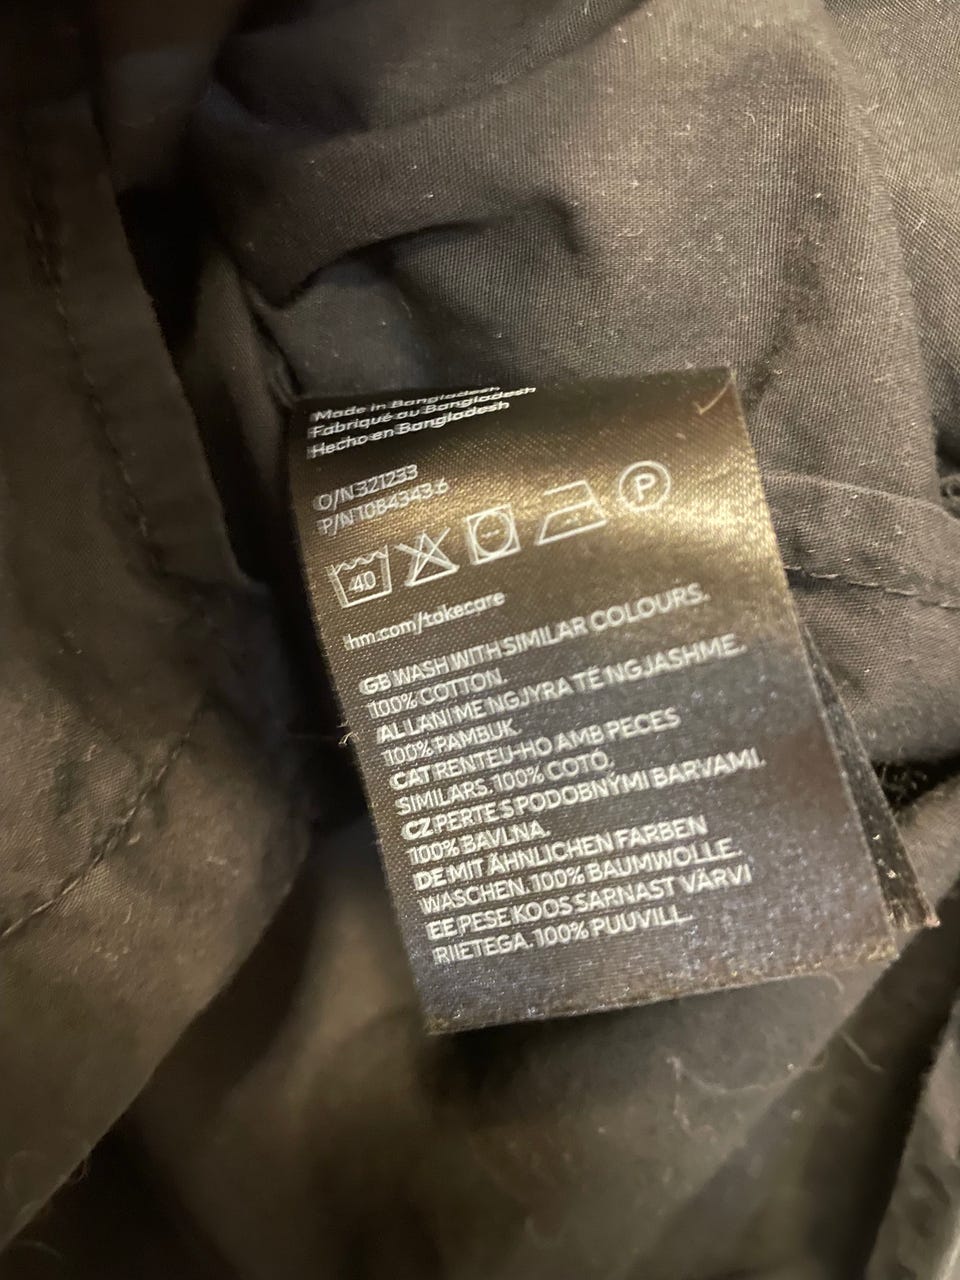 Made in Bangladesh
Fabriqué au Bangladesh
Hecho en Bangladesh
O/N 321233
P/N 1084343.6
40
P
hm.com/takecare
GB WASH WITH SIMILAR COLOURS.
100% COTTON.
AL LANI ME NGJYRA TË NGJASHME.
100% PAMBUK.
CAT RENTEU-HO AMB PECES
SIMILARS. 100% COTÓ.
CZ PERTE S PODOBNÝMI BARVAMI.
100% BAVLNA.
DE MIT ÄHNLICHEN FARBEN
WASCHEN. 100% BAUMWOLLE.
EE PESE KOOS SARNAST VÄRVI
RIIETEGA. 100% PUUVILL.